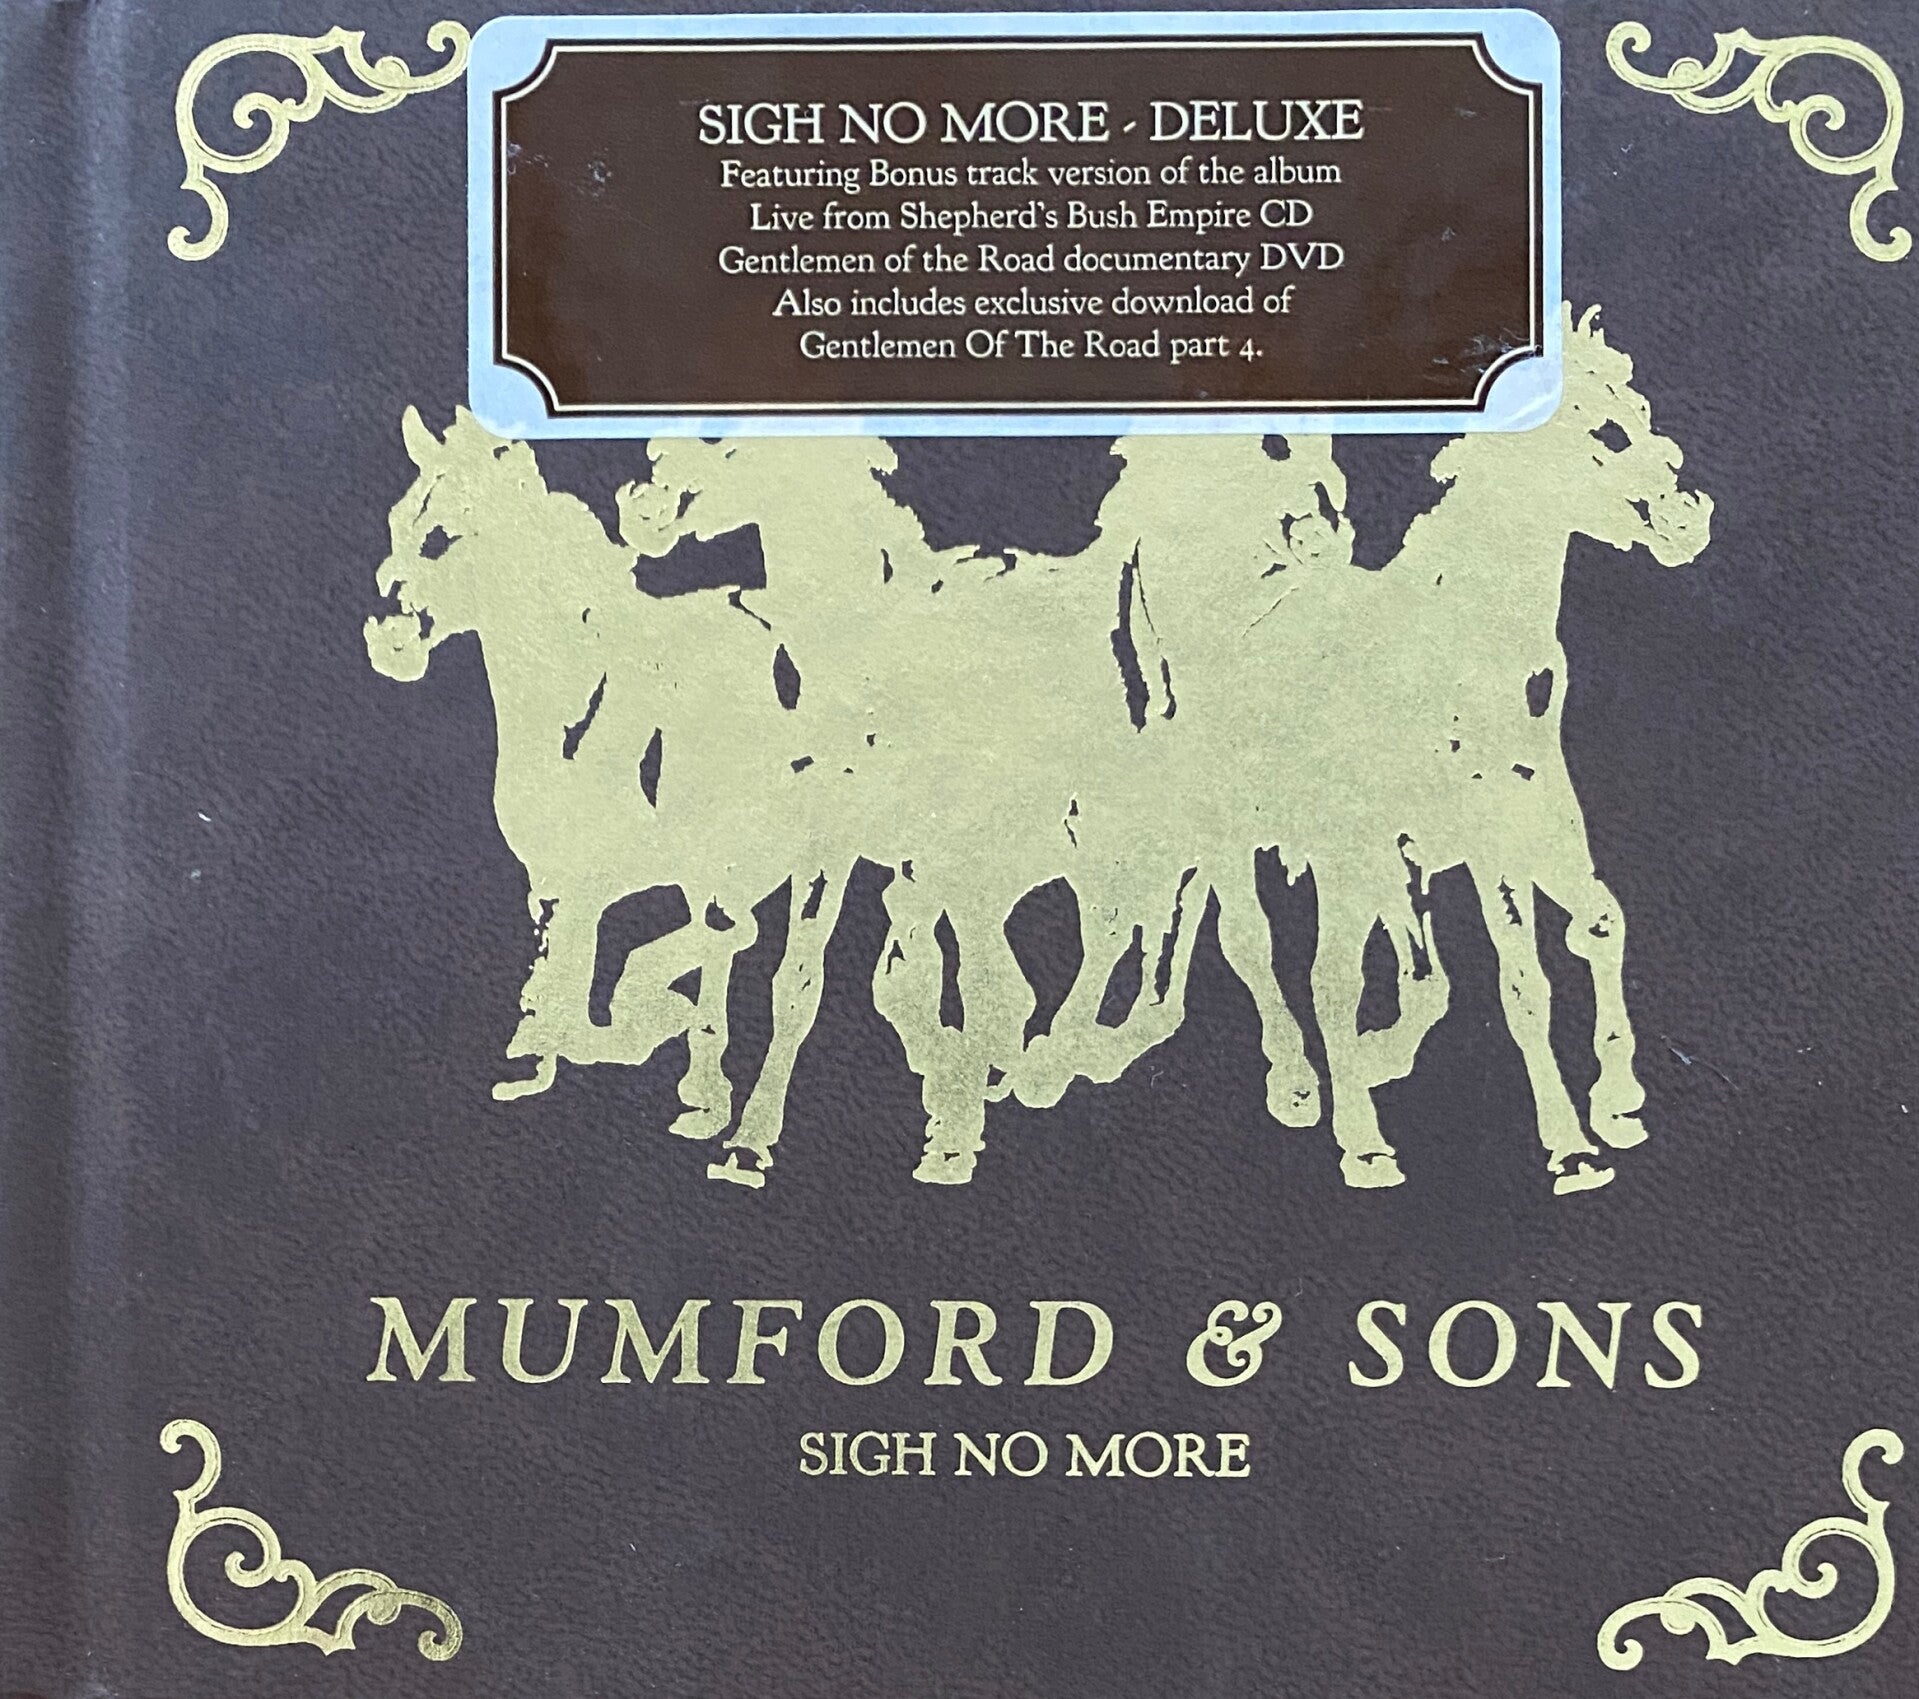 SIGH NO MORE - DELUXE
Featuring Bonus track version of the album
Live from Shepherd's Bush Empire CD
Gentlemen of the Road documentary DVD
Also includes exclusive download of
Gentlemen Of The Road part 4.
MUMFORD & SONS
SIGH NO MORE